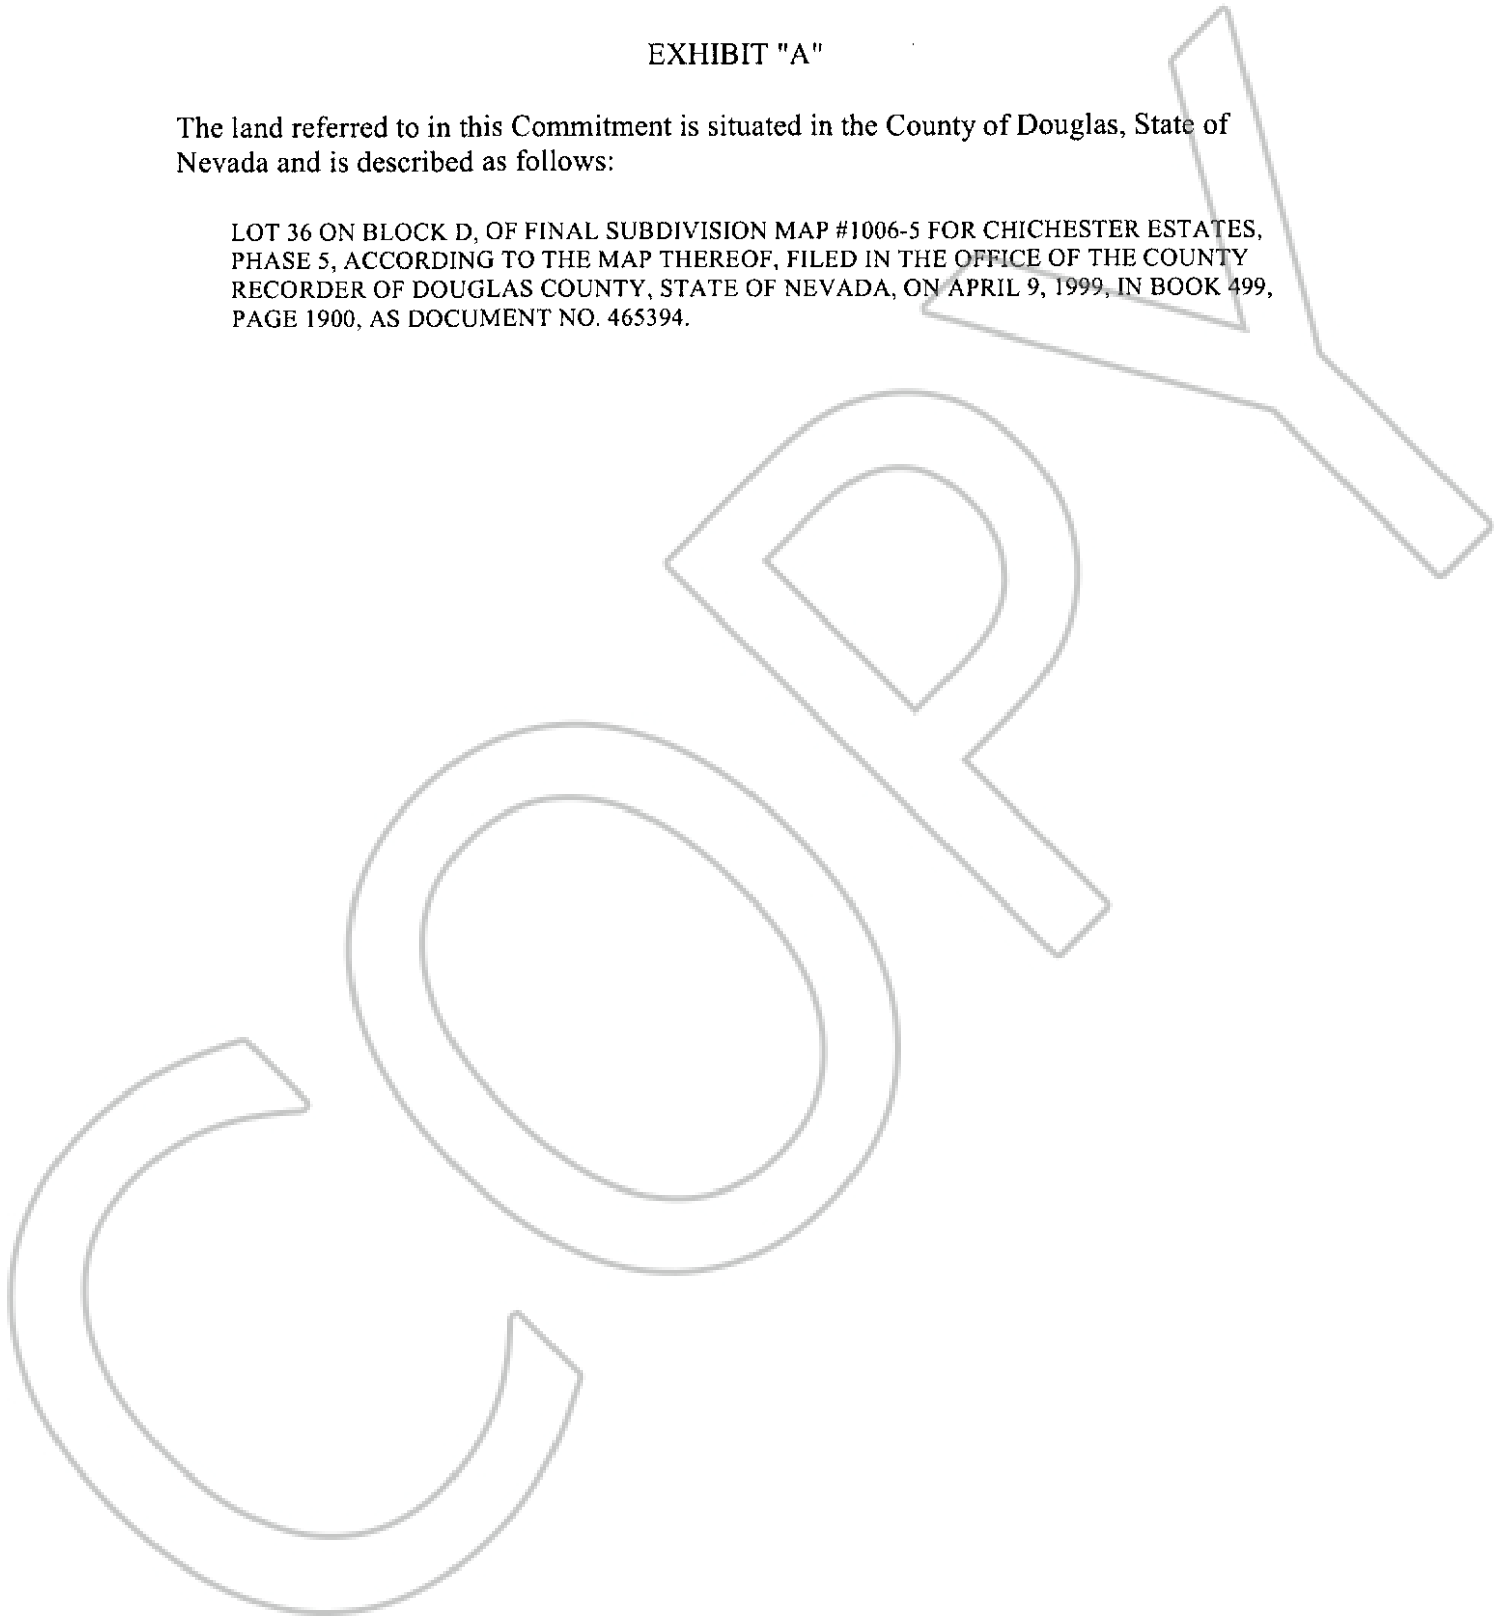 EXHIBIT "A"
The land referred to in this Commitment is situated in the County of Douglas, State of
Nevada and is described as follows:
LOT 36 ON BLOCK D, OF FINAL SUBDIVISION MAP #1006-5 FOR CHICHESTER ESTATES,
PHASE 5, ACCORDING TO THE MAP THEREOF, FILED IN THE OFFICE OF THE COUNTY
RECORDER OF DOUGLAS COUNTY, STATE OF NEVADA, ON APRIL 9, 1999, IN BOOK 499,
PAGE 1900, AS DOCUMENT NO. 465394.
COPY